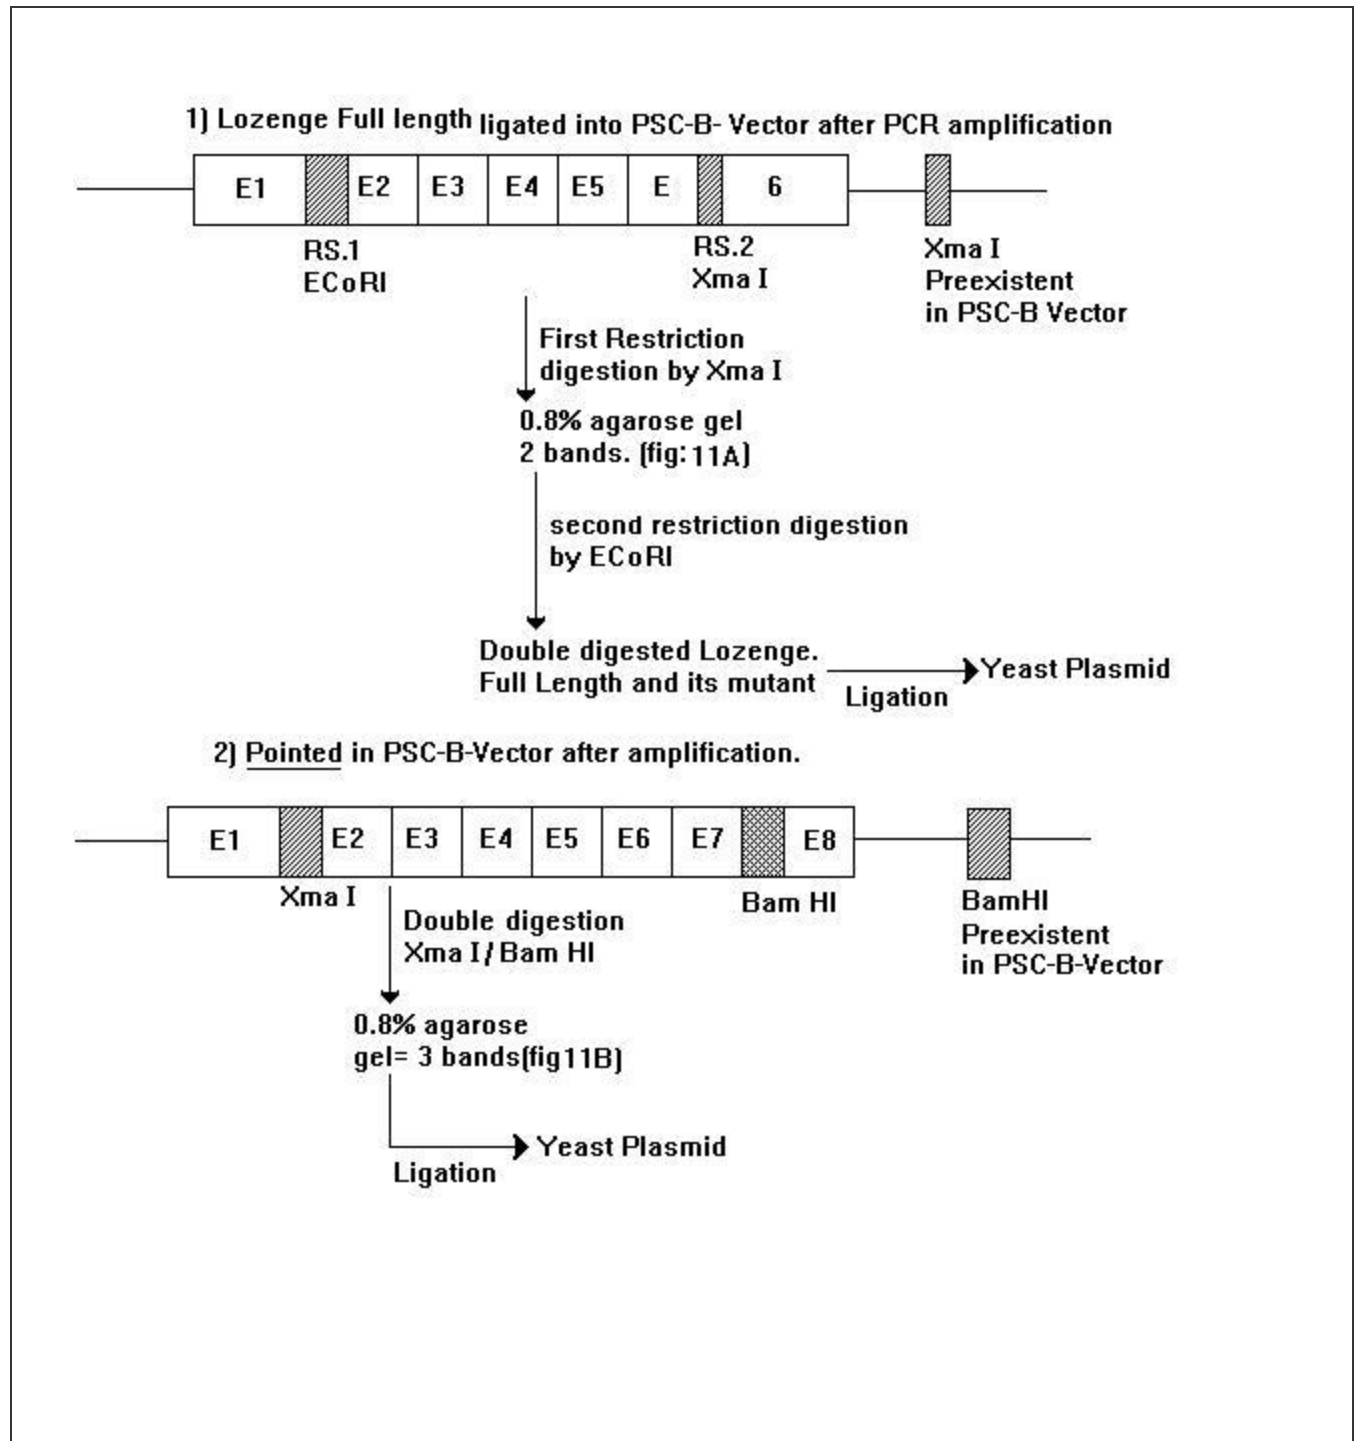 1) Lozenge Full length ligated into PSC-B- Vector after PCR amplification
E1 E2 E3 E4 E5 E 6
RS.1
ECoRI
RS.2
Xma I
Xma I
Preexistent
in PSC-B Vector
First Restriction
digestion by Xma I
0.8% agarose gel
2 bands. (fig:11A)
second restriction digestion
by ECoRI
Double digested Lozenge.
Full Length and its mutant
Ligation
Yeast Plasmid
2) Pointed in PSC-B-Vector after amplification.
E1 E2 E3 E4 E5 E6 E7 E8
Xma I
Bam HI
BamHI
Preexistent
in PSC-B-Vector
Double digestion
Xma I/Bam HI
0.8% agarose
gel= 3 bands(fig11B)
Ligation
Yeast Plasmid